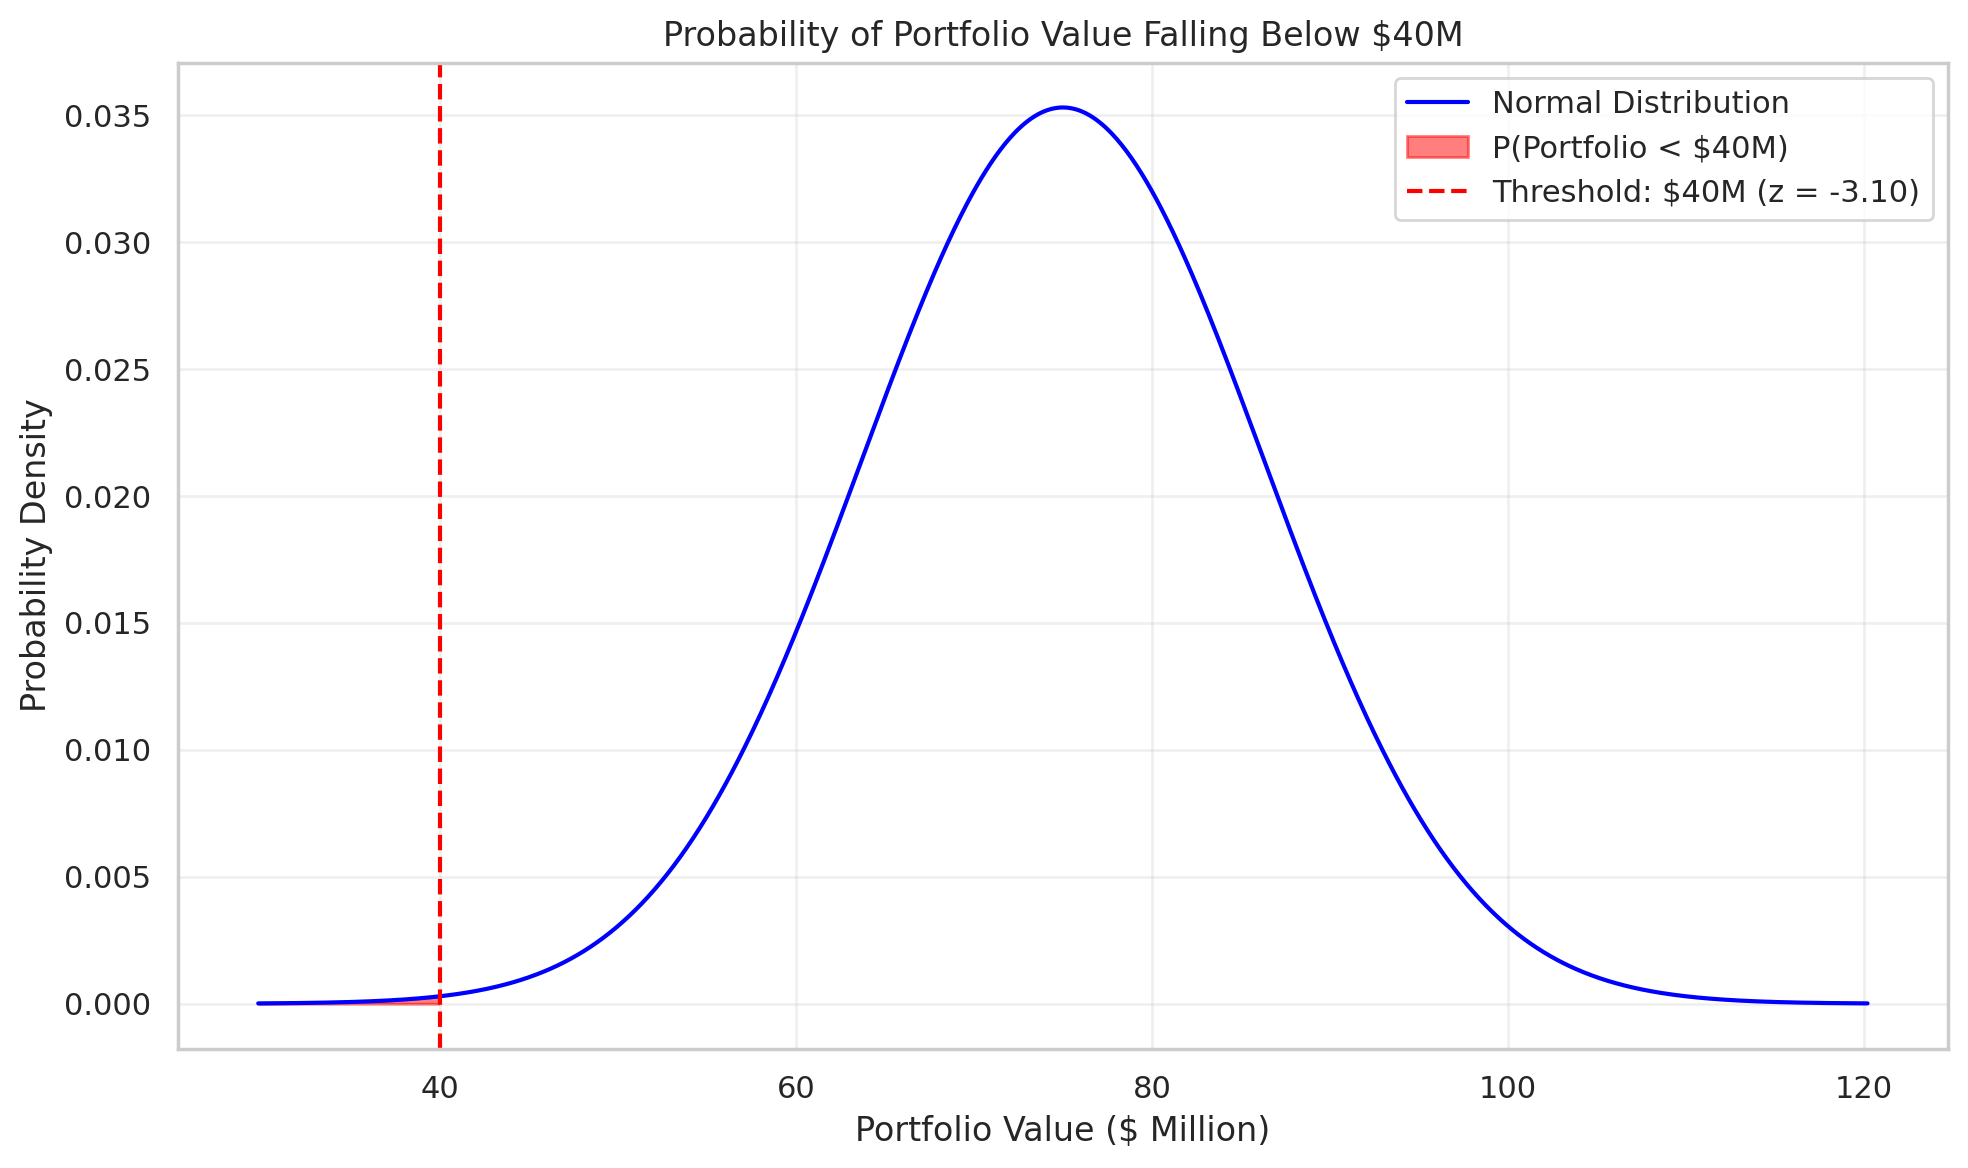 Probability of Portfolio Value Falling Below $40M
Normal Distribution
P(Portfolio < $40M)
Threshold: $40M (z = -3.10)
Probability Density
0.035
0.030
0.025
0.020
0.015
0.010
0.005
0.000
40
60
80
100
120
Portfolio Value ($ Million)